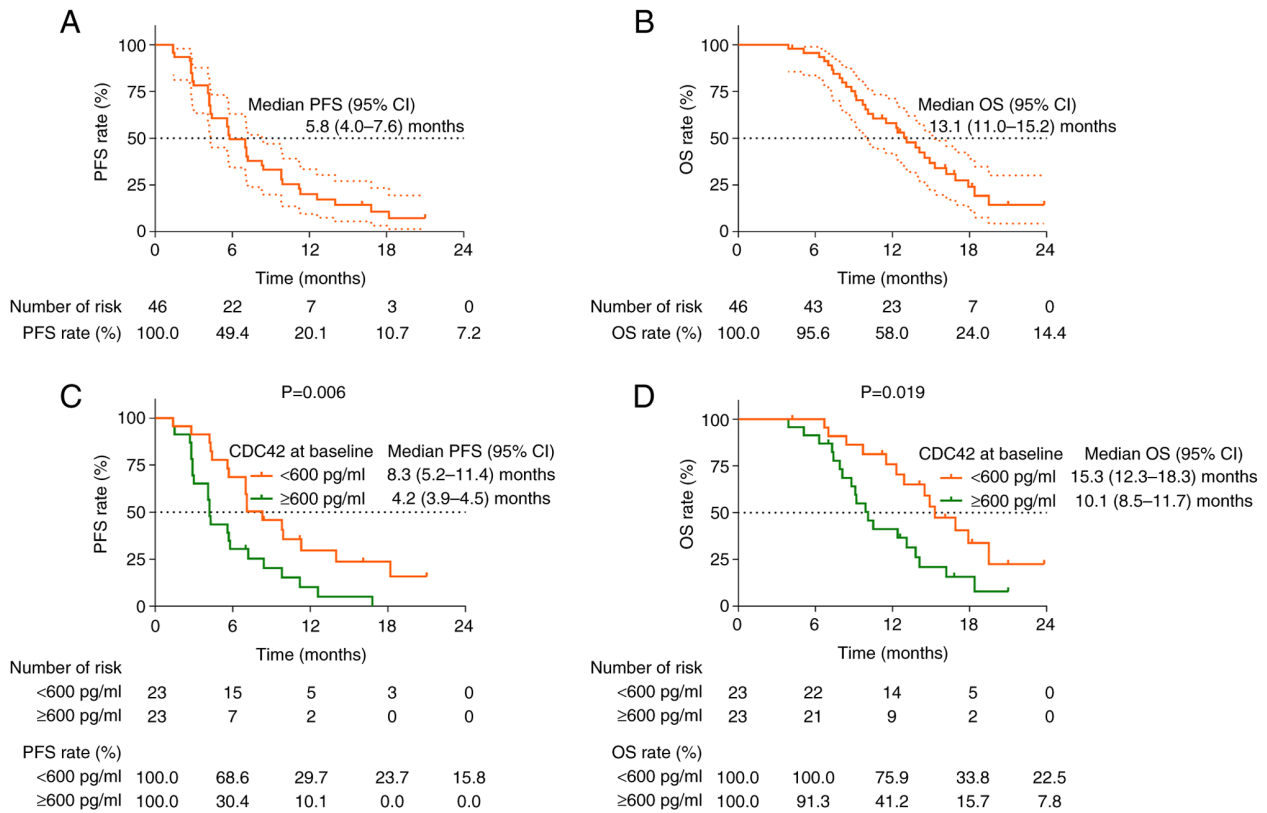 A
PFS rate (%)
100
75
50
25
0
Median PFS (95% CI)
5.8 (4.0–7.6) months
0 6 12 18 24
Time (months)
Number of risk 46 22 7 3 0
PFS rate (%) 100.0 49.4 20.1 10.7 7.2
B
OS rate (%)
100
75
50
25
0
Median OS (95% CI)
13.1 (11.0–15.2) months
0 6 12 18 24
Time (months)
Number of risk 46 43 23 7 0
OS rate (%) 100.0 95.6 58.0 24.0 14.4
C
P=0.006
PFS rate (%)
100
75
50
25
0
CDC42 at baseline Median PFS (95% CI)
<600 pg/ml 8.3 (5.2–11.4) months
≥600 pg/ml 4.2 (3.9–4.5) months
0 6 12 18 24
Time (months)
Number of risk
<600 pg/ml 23 15 5 3 0
≥600 pg/ml 23 7 2 0 0
PFS rate (%)
<600 pg/ml 100.0 68.6 29.7 23.7 15.8
≥600 pg/ml 100.0 30.4 10.1 0.0 0.0
D
P=0.019
OS rate (%)
100
75
50
25
0
CDC42 at baseline Median OS (95% CI)
<600 pg/ml 15.3 (12.3–18.3) months
≥600 pg/ml 10.1 (8.5–11.7) months
0 6 12 18 24
Time (months)
Number of risk
<600 pg/ml 23 22 14 5 0
≥600 pg/ml 23 21 9 2 0
OS rate (%)
<600 pg/ml 100.0 100.0 75.9 33.8 22.5
≥600 pg/ml 100.0 91.3 41.2 15.7 7.8